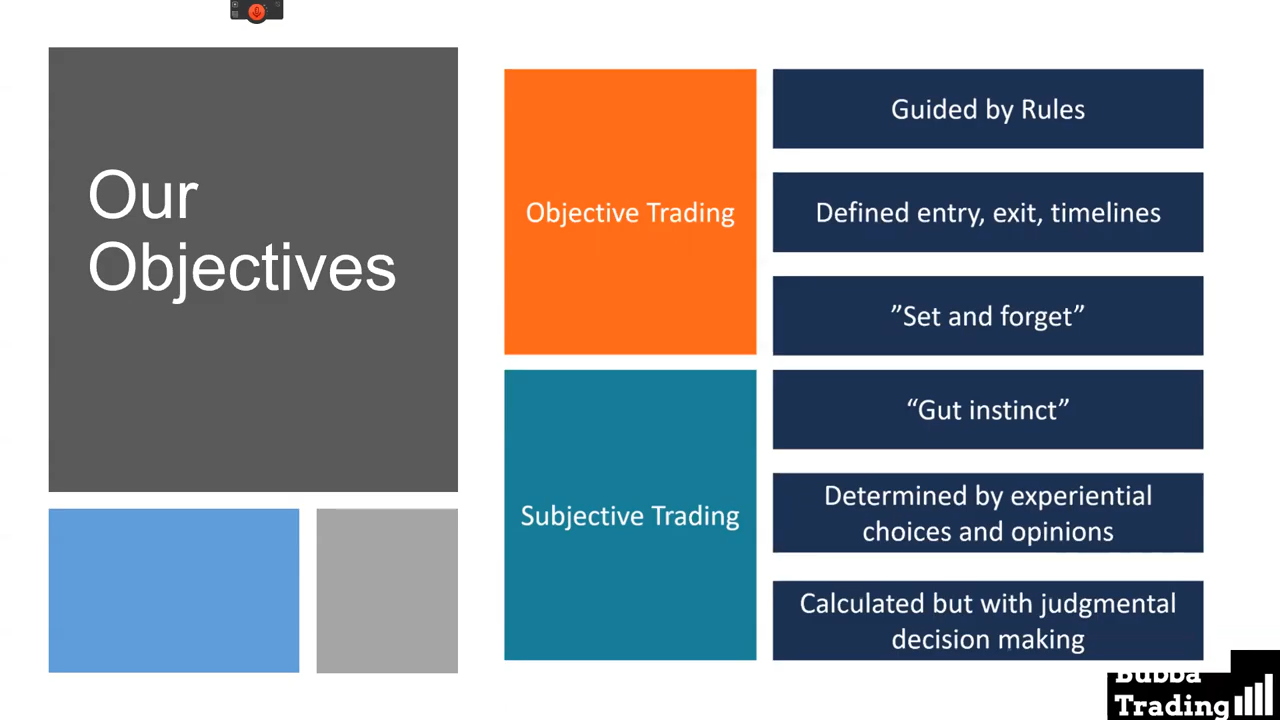 Our
Objectives
Objective Trading
Guided by Rules
Defined entry, exit, timelines
”Set and forget”
Subjective Trading
“Gut instinct”
Determined by experiential
choices and opinions
Calculated but with judgmental
decision making
Bubba
Trading